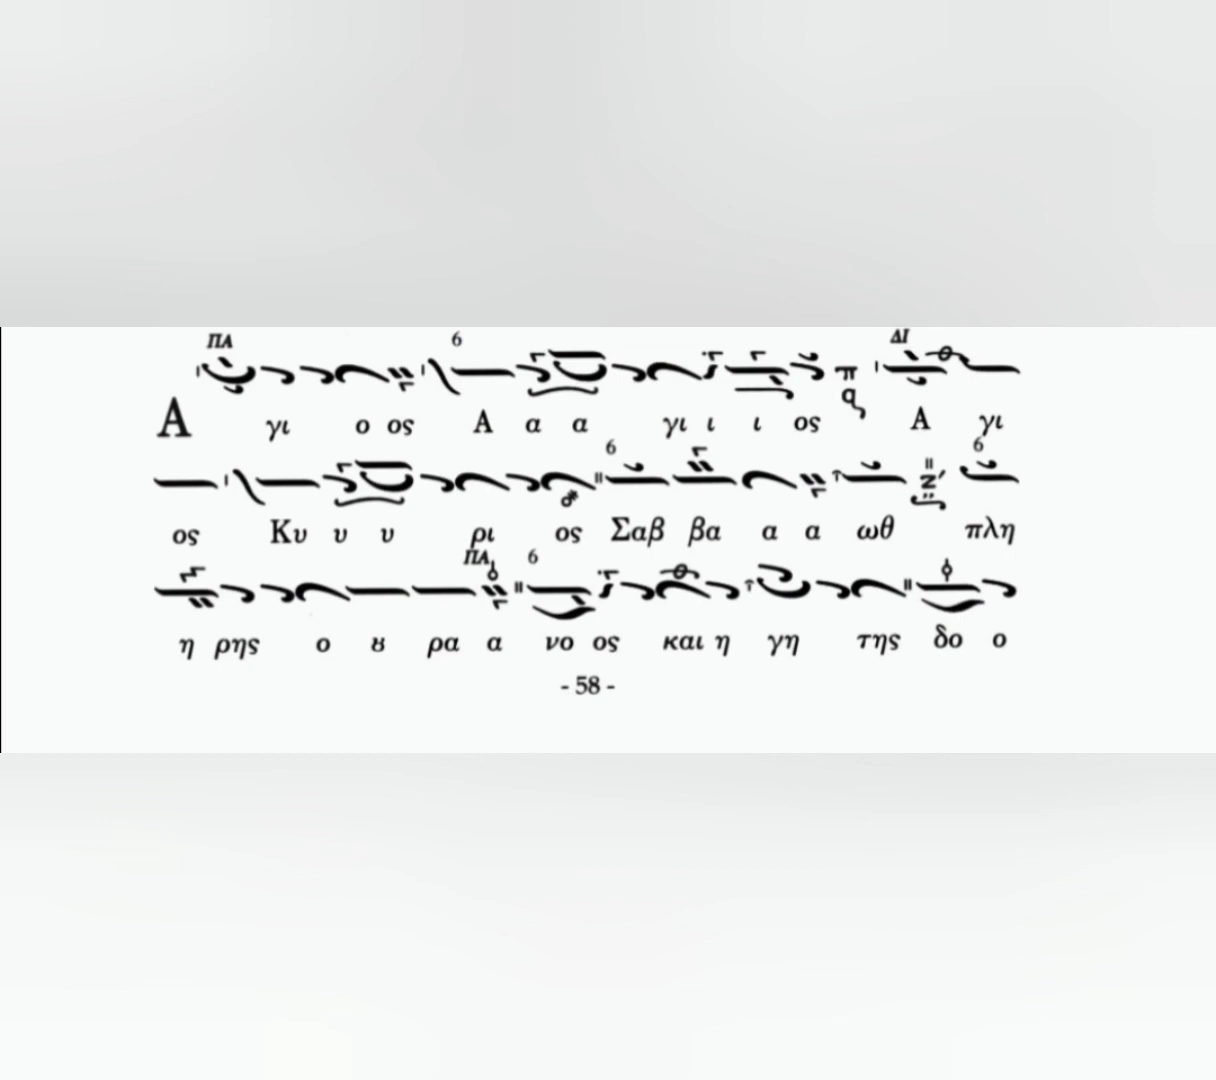 ΠΑ 6 ΔΙ
Α γι ο ος Α α α γι ι ι ος π q Α γι
6 6
ος Κυ υ υ ρι ος Σαβ βα α α ωθ πλη
ΠΑ 6
η ρης ο ȣ ρα α νο ος και η γη της δο ο
- 58 -